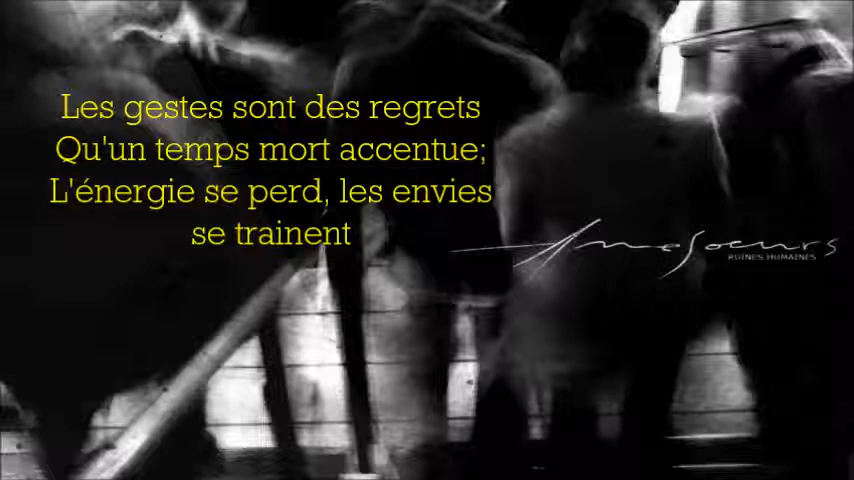 Les gestes sont des regrets
Qu'un temps mort accentue;
L'énergie se perd, les envies
se trainent
Amesoeurs
RUINES HUMAINES